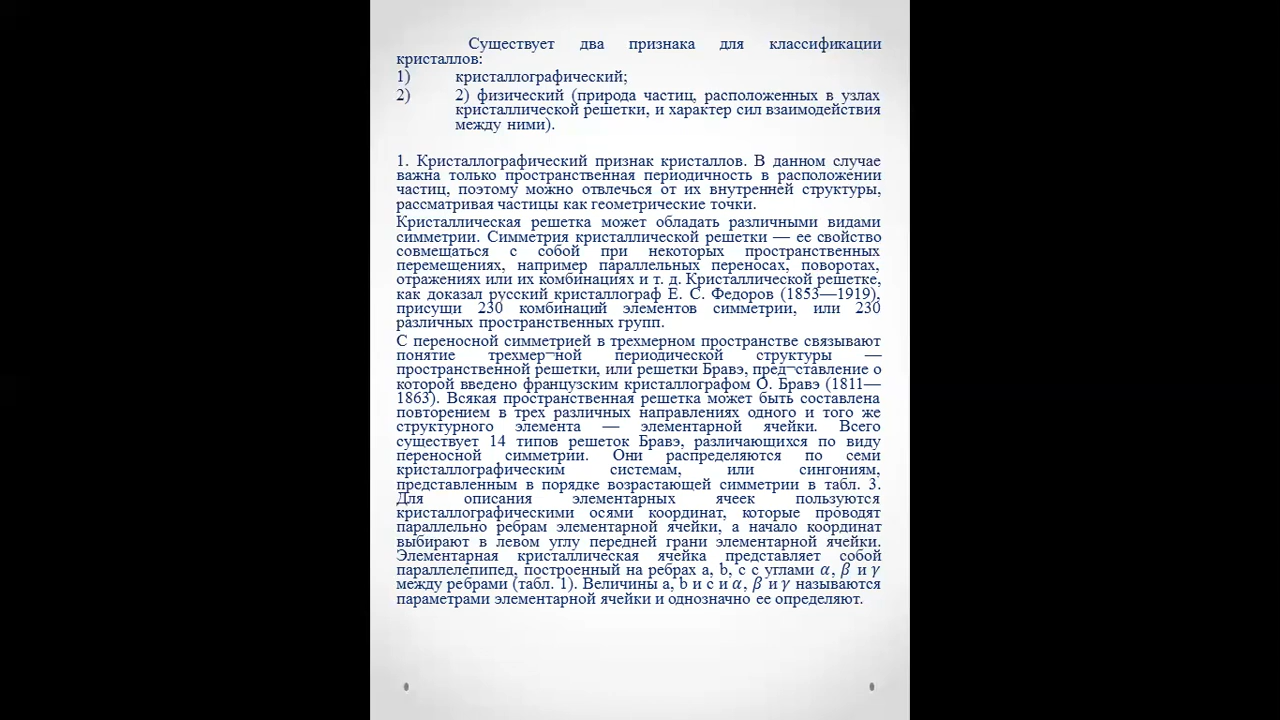 Существует два признака для классификации
кристаллов:
1) кристаллографический;
2) 2) физический (природа частиц, расположенных в узлах
кристаллической решетки, и характер сил взаимодействия
между ними).
1. Кристаллографический признак кристаллов. В данном случае
важна только пространственная периодичность в расположении
частиц, поэтому можно отвлечься от их внутренней структуры,
рассматривая частицы как геометрические точки.
Кристаллическая решетка может обладать различными видами
симметрии. Симметрия кристаллической решетки — ее свойство
совмещаться с собой при некоторых пространственных
перемещениях, например параллельных переносах, поворотах,
отражениях или их комбинациях и т. д. Кристаллической решетке,
как доказал русский кристаллограф Е. С. Федоров (1853—1919),
присущи 230 комбинаций элементов симметрии, или 230
различных пространственных групп.
С переносной симметрией в трехмерном пространстве связывают
понятие трехмер¬ной периодической структуры —
пространственной решетки, или решетки Бравэ, пред¬ставление о
которой введено французским кристаллографом О. Бравэ (1811—
1863). Всякая пространственная решетка может быть составлена
повторением в трех различных направлениях одного и того же
структурного элемента — элементарной ячейки. Всего
существует 14 типов решеток Бравэ, различающихся по виду
переносной симметрии. Они распределяются по семи
кристаллографическим системам, или сингониям,
представленным в порядке возрастающей симметрии в табл. 3.
Для описания элементарных ячеек пользуются
кристаллографическими осями координат, которые проводят
параллельно ребрам элементарной ячейки, а начало координат
выбирают в левом углу передней грани элементарной ячейки.
Элементарная кристаллическая ячейка представляет собой
параллелепипед, построенный на ребрах a, b, c с углами α, β и γ
между ребрами (табл. 1). Величины a, b и c и α, β и γ называются
параметрами элементарной ячейки и однозначно ее определяют.